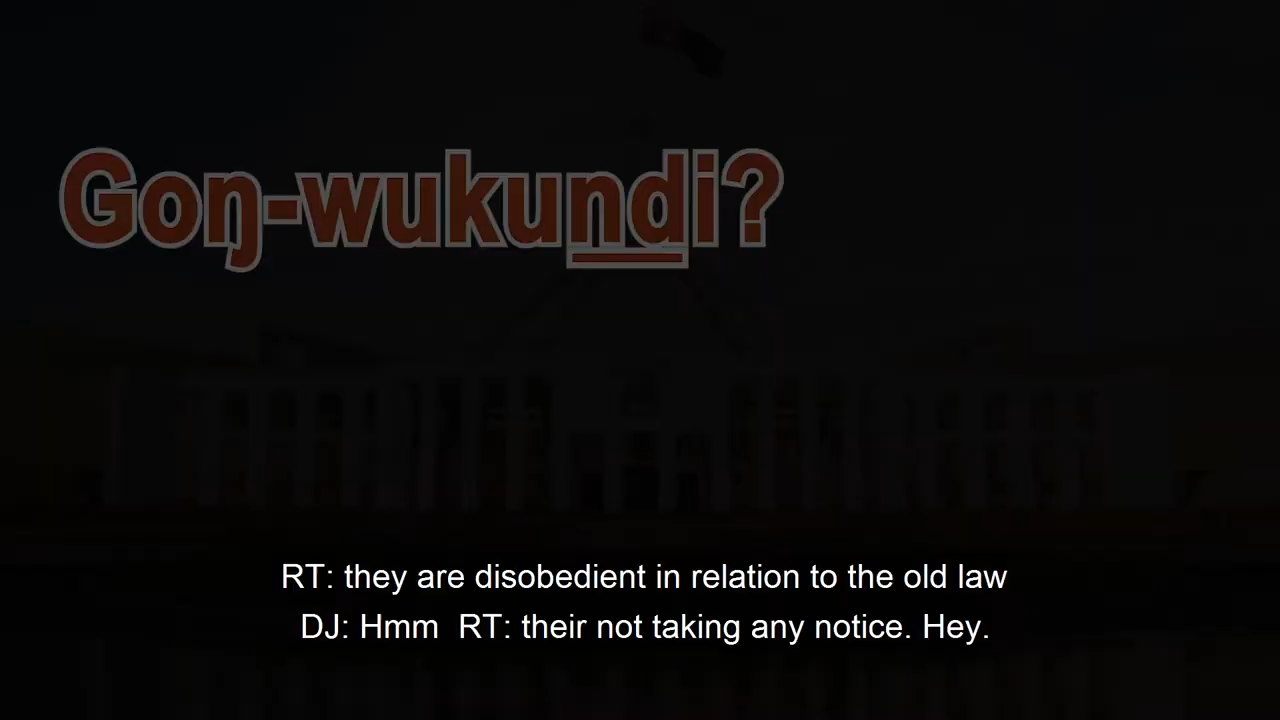 Goŋ-wukun̲d̲i?
RT: they are disobedient in relation to the old law
DJ: Hmm  RT: their not taking any notice. Hey.